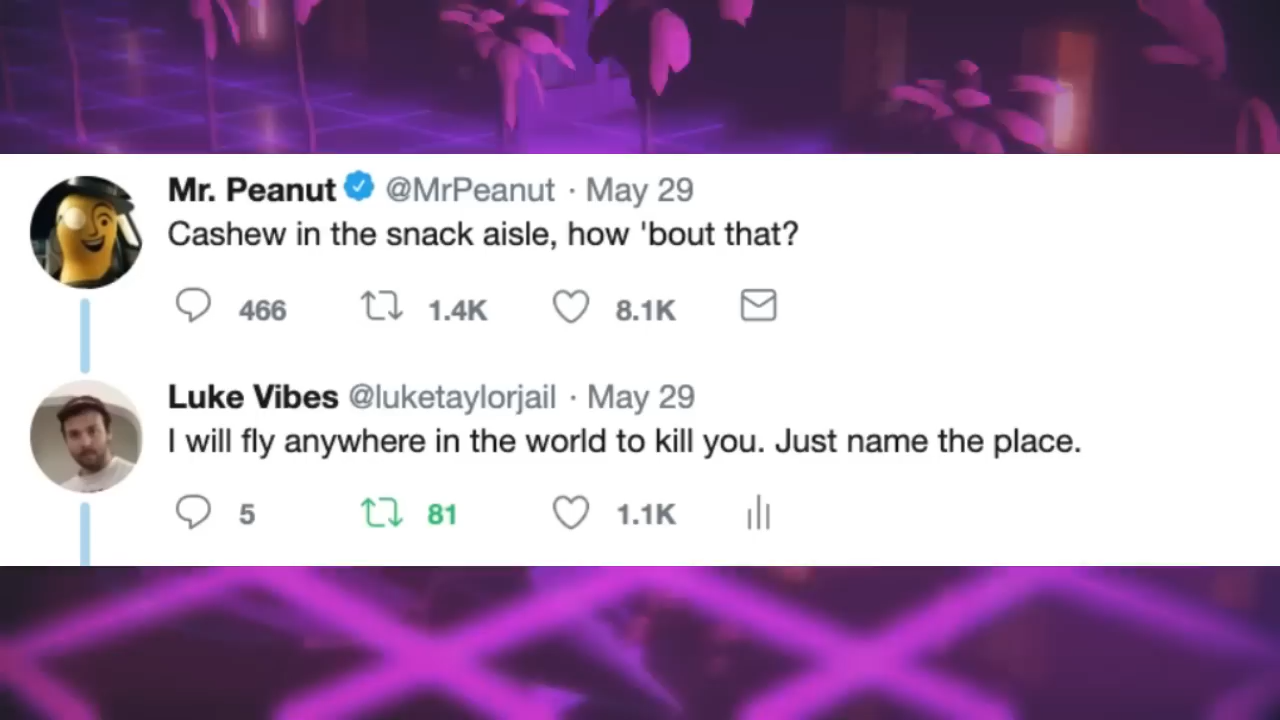 Mr. Peanut @MrPeanut · May 29
Cashew in the snack aisle, how 'bout that?
466 1.4K 8.1K
Luke Vibes @luketaylorjail · May 29
I will fly anywhere in the world to kill you. Just name the place.
5 81 1.1K